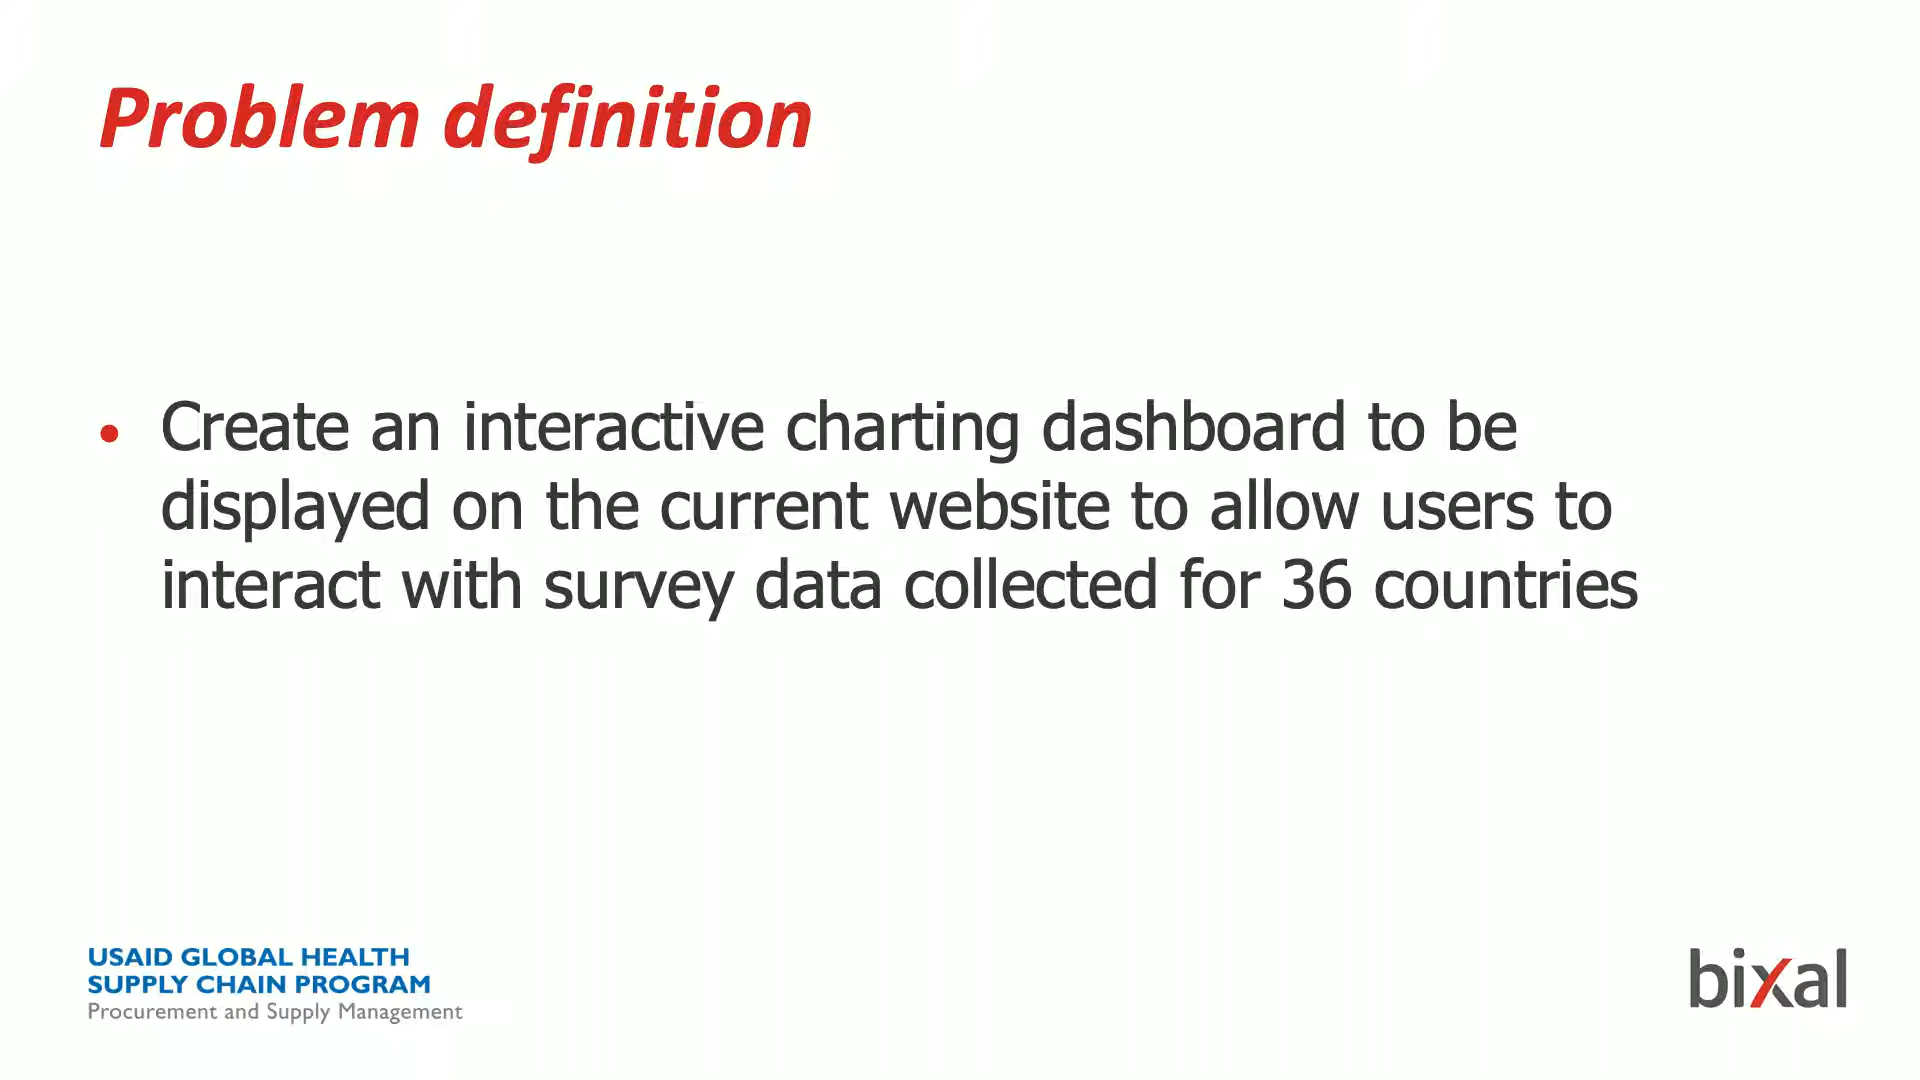 Problem definition
• Create an interactive charting dashboard to be
displayed on the current website to allow users to
interact with survey data collected for 36 countries
USAID GLOBAL HEALTH
SUPPLY CHAIN PROGRAM
Procurement and Supply Management
bixal